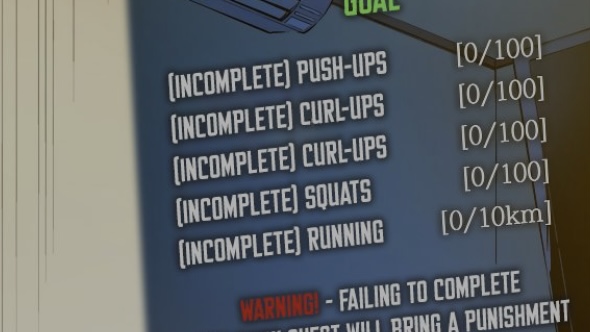 GOAL
(INCOMPLETE) PUSH-UPS [0/100]
(INCOMPLETE) CURL-UPS [0/100]
(INCOMPLETE) CURL-UPS [0/100]
(INCOMPLETE) SQUATS [0/100]
(INCOMPLETE) RUNNING [0/10km]
WARNING! - FAILING TO COMPLETE
QUEST WILL BRING A PUNISHMENT